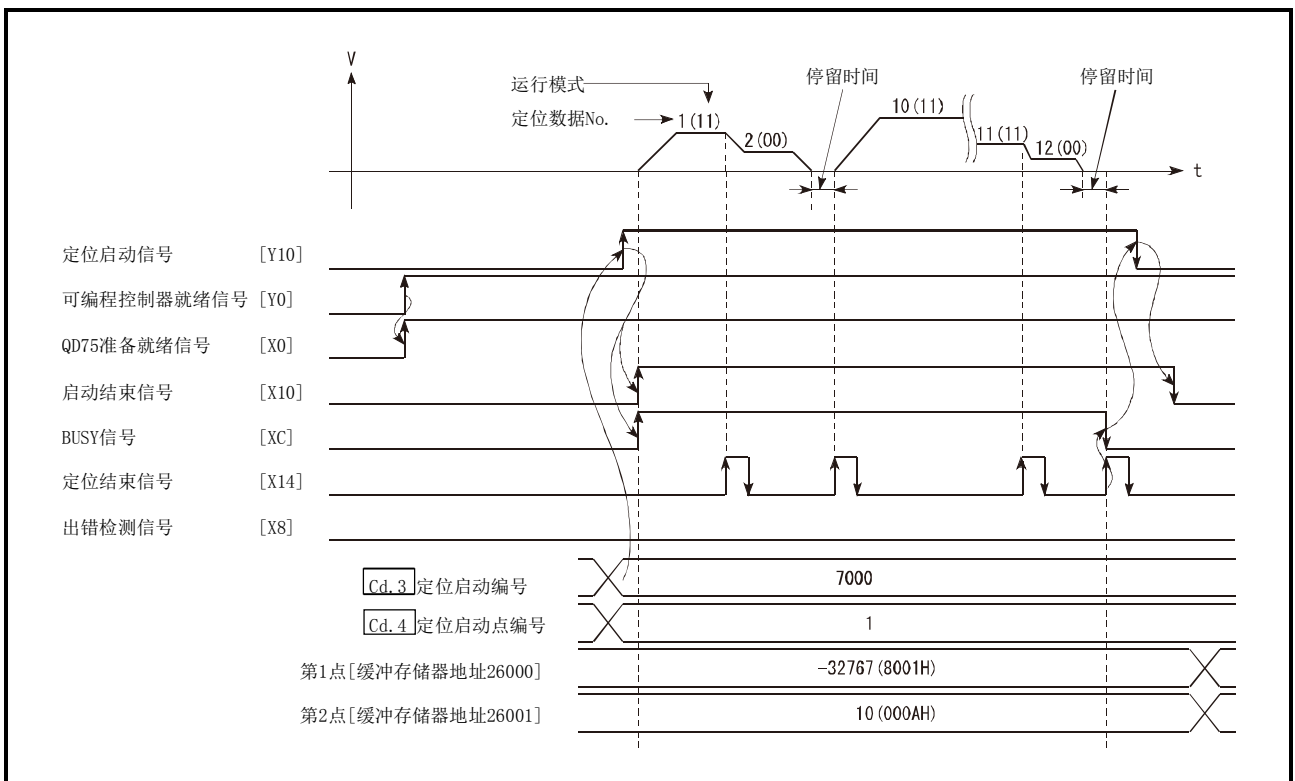 V
运行模式
停留时间
停留时间
定位数据No.
1(11)
10(11)
2(00)
11(11)
12(00)
t
定位启动信号 [Y10]
可编程控制器就绪信号 [Y0]
QD75准备就绪信号 [X0]
启动结束信号 [X10]
BUSY信号 [XC]
定位结束信号 [X14]
出错检测信号 [X8]
Cd.3 定位启动编号 7000
Cd.4 定位启动点编号 1
第1点[缓冲存储器地址26000] -32767(8001H)
第2点[缓冲存储器地址26001] 10(000AH)